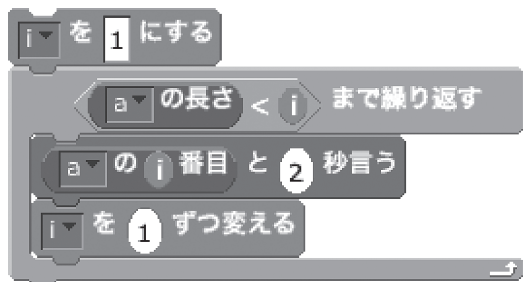 i を 1 にする
a の長さ < i まで繰り返す
a の i 番目 と 2 秒言う
i を 1 ずつ変える